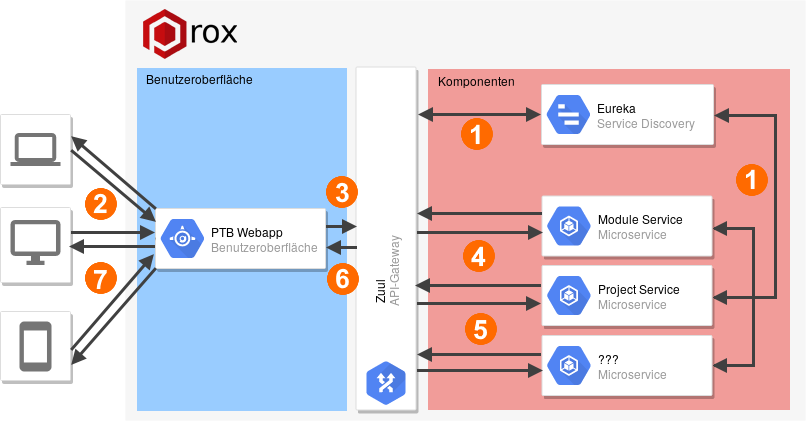 Prox
Benutzeroberfläche
Komponenten
Eureka
Service Discovery
1
1
2
3
PTB Webapp
Benutzeroberfläche
Module Service
Microservice
4
Zuul
API-Gateway
7
6
Project Service
Microservice
5
???
Microservice